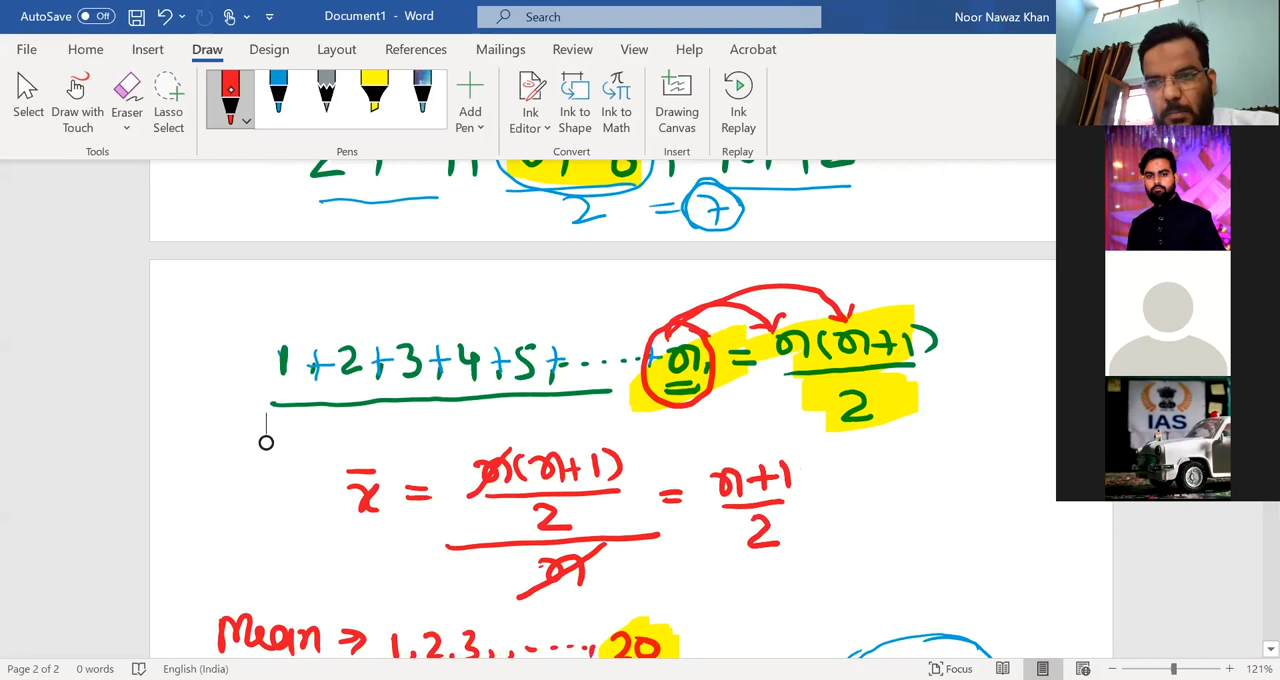 AutoSave Off Document1 - Word Search Noor Nawaz Khan
File Home Insert Draw Design Layout References Mailings Review View Help Acrobat
Select Draw with Touch Eraser Lasso Select Add Pen Ink Editor Ink to Shape Ink to Math Drawing Canvas Ink Replay
Tools Pens Convert Insert Replay
2 = 7
1 + 2 + 3 + 4 + 5 + ..... + n = n(n+1)
2
x̄ = n(n+1) = n+1
2 2
n
Mean ⇒ 1, 2, 3, ....., 20
IAS
Page 2 of 2 0 words English (India) Focus 121%